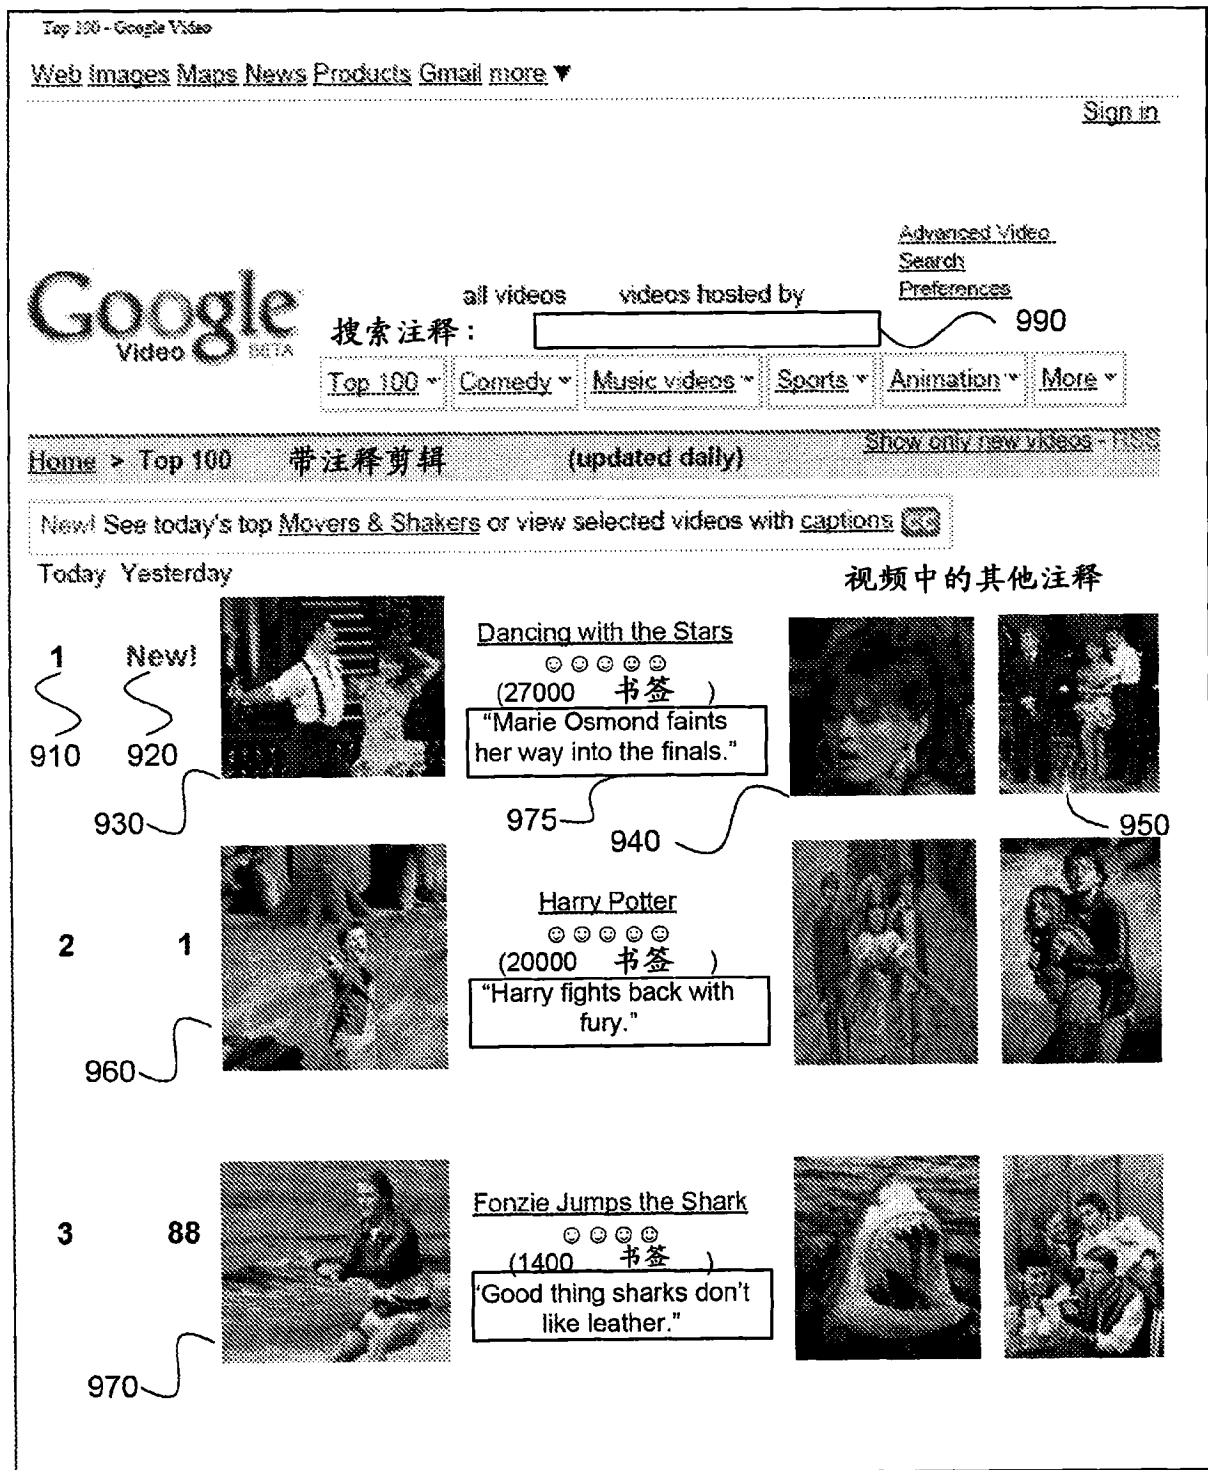 Top 100 - Google Video
Web Images Maps News Products Gmail more ▼
Sign in
Advanced Video
Search
Preferences
all videos videos hosted by
Google
Video BETA
搜索注释：
990
Top 100 Comedy Music videos Sports Animation More
Home > Top 100 带注释剪辑 (updated daily) Show only new videos - RSS
New! See today's top Movers & Shakers or view selected videos with captions
Today Yesterday
视频中的其他注释
1 New!
Dancing with the Stars
☺☺☺☺☺
(27000 书签 )
"Marie Osmond faints
her way into the finals."
910 920
930
975
940
950
2 1
Harry Potter
☺☺☺☺☺
(20000 书签 )
"Harry fights back with
fury."
960
3 88
Fonzie Jumps the Shark
☺☺☺☺
(1400 书签 )
'Good thing sharks don't
like leather."
970